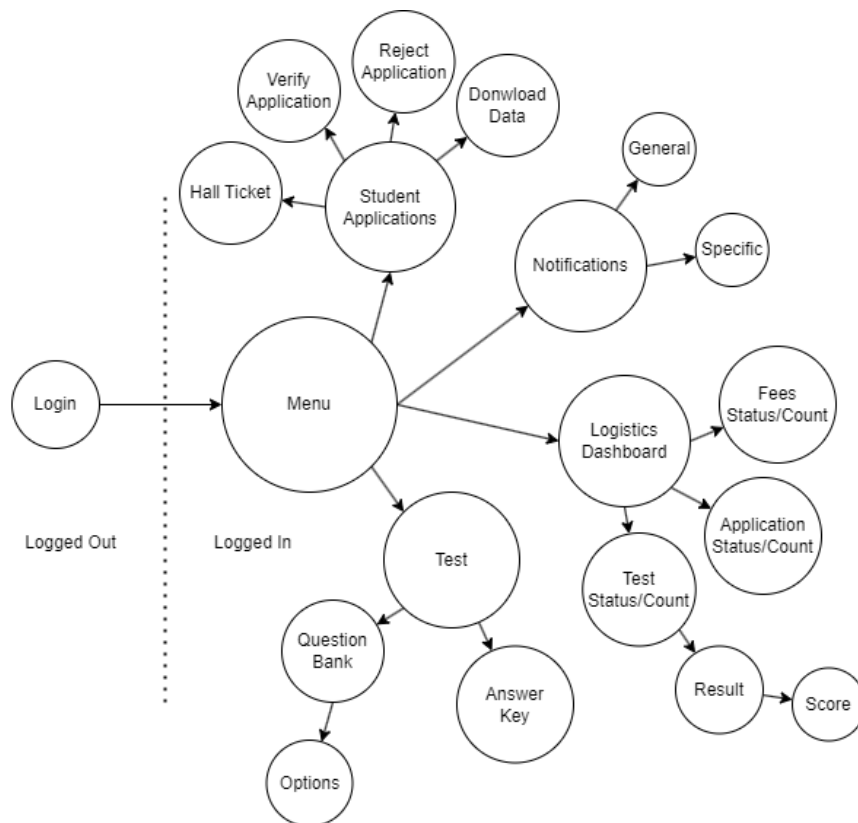 Reject
Application
Verify
Application
Donwload
Data
General
Hall Ticket
Student
Applications
Specific
Notifications
Login
Menu
Fees
Status/Count
Logistics
Dashboard
Logged Out
Logged In
Application
Status/Count
Test
Test
Status/Count
Question
Bank
Answer
Key
Result
Score
Options